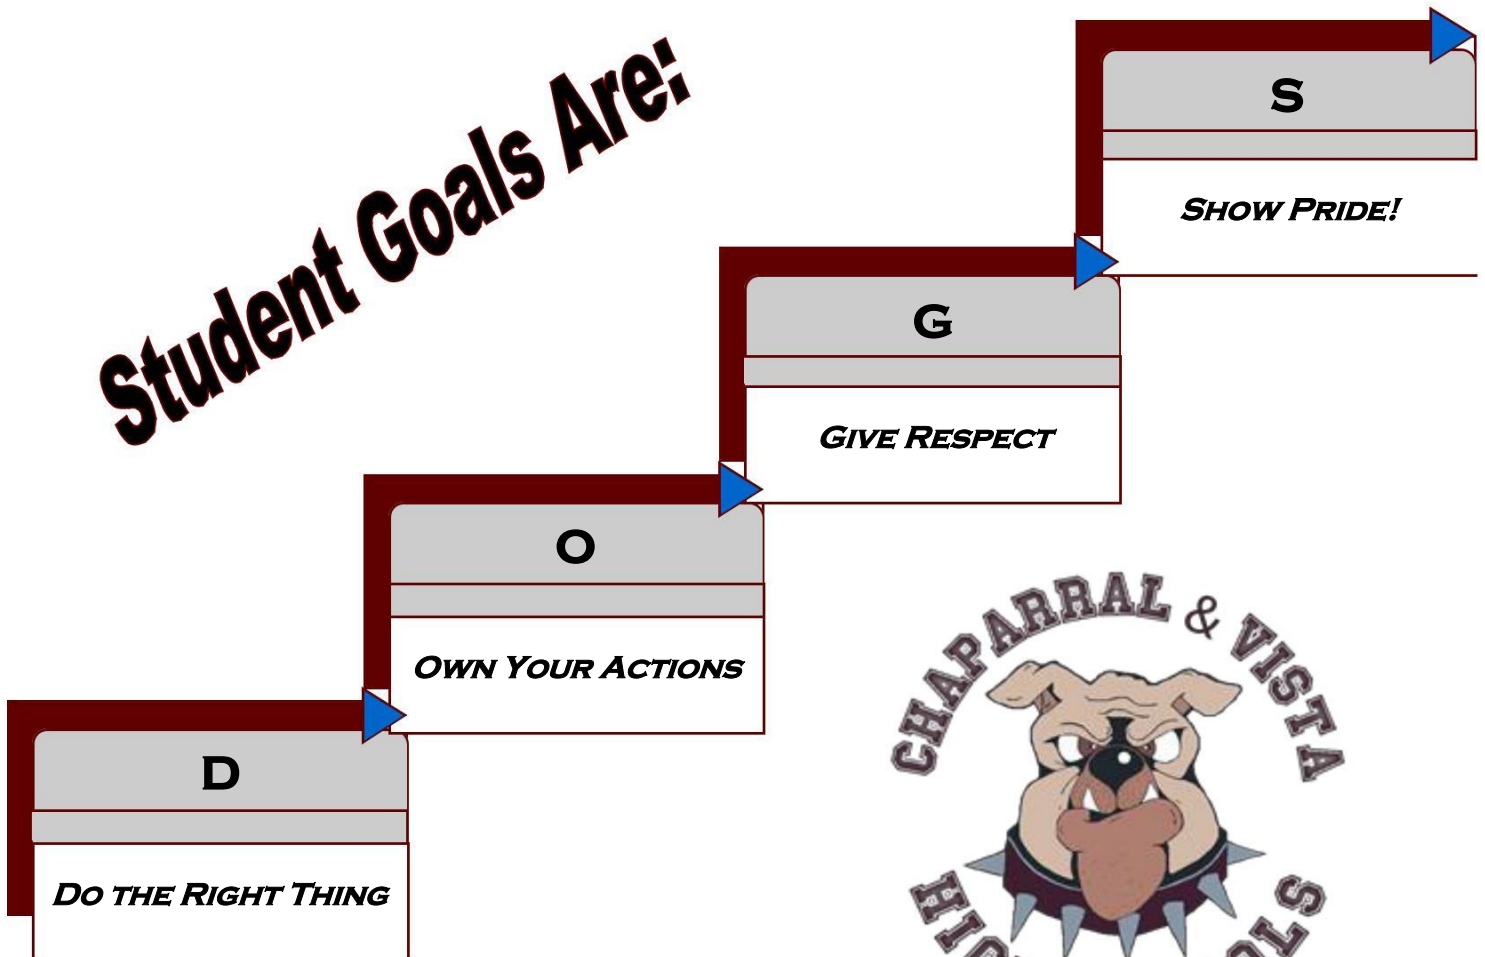 Student Goals Are:
S
Show Pride!
G
Give Respect
O
Own Your Actions
D
Do the Right Thing
CHAPARRAL & VISTA